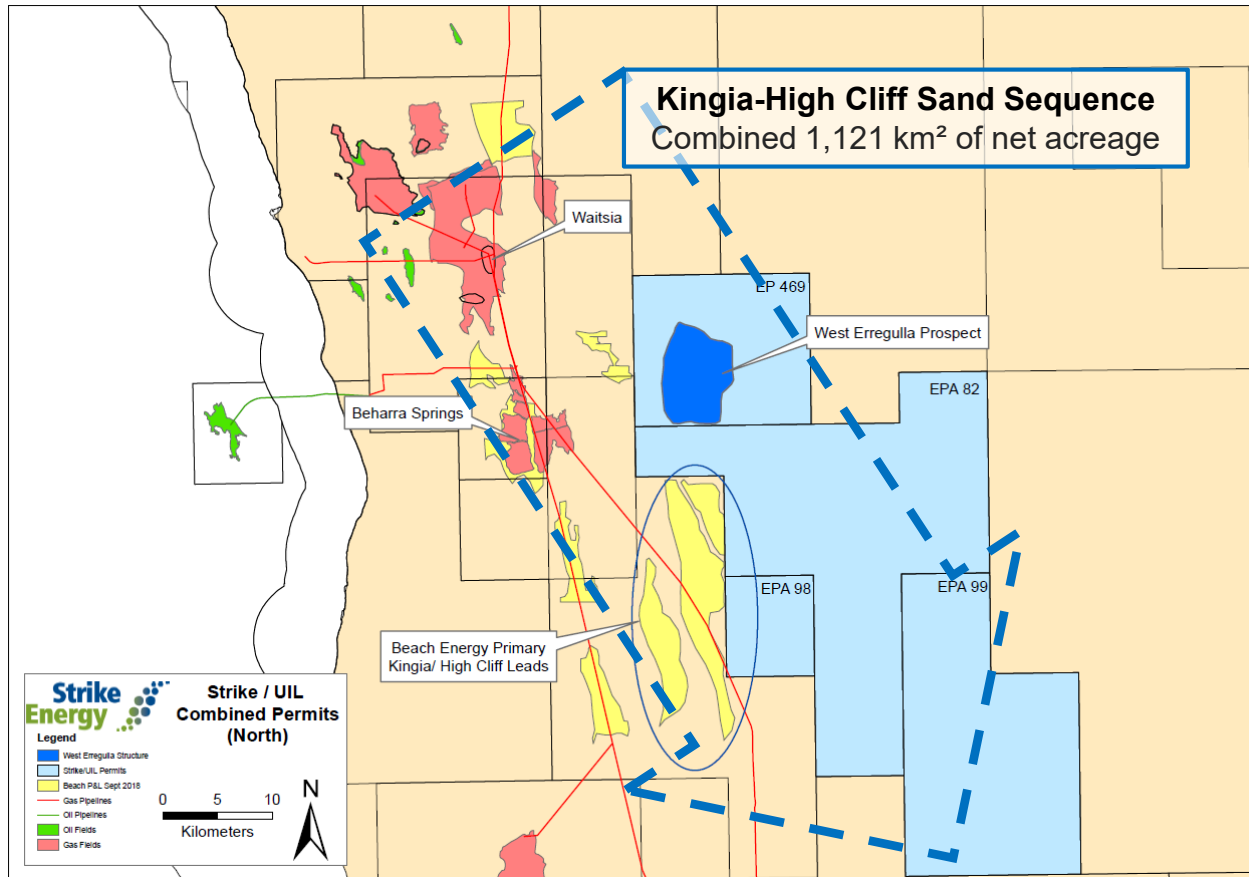 Kingia-High Cliff Sand Sequence
Combined 1,121 km² of net acreage
Waitsia
EP 469
West Erregulla Prospect
EPA 82
Beharra Springs
EPA 98
EPA 99
Beach Energy Primary
Kingia/ High Cliff Leads
Strike
Energy
Strike / UIL
Combined Permits
(North)
Legend
West Erregulla Structure
Strike/UIL Permits
Beach P&L Sept 2018
Gas Pipelines
Oil Pipelines
Oil Fields
Gas Fields
0 5 10
Kilometers
N